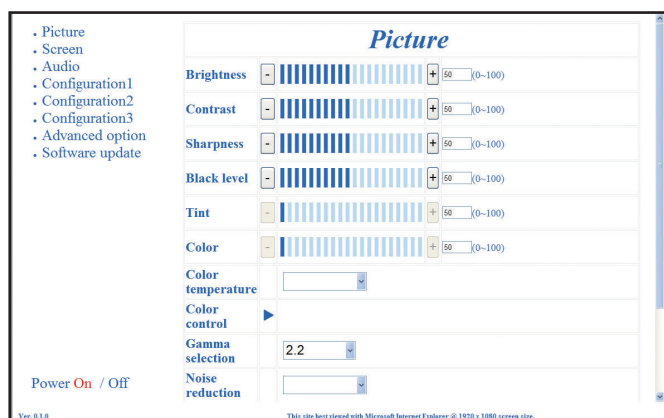 Picture
Screen
Audio
Configuration1
Configuration2
Configuration3
Advanced option
Software update
Power On / Off
Picture
Brightness - + 50 (0~100)
Contrast - + 50 (0~100)
Sharpness - + 50 (0~100)
Black level - + 50 (0~100)
Tint - + 50 (0~100)
Color - + 50 (0~100)
Color
temperature
Color
control
Gamma
selection 2.2
Noise
reduction
Ver. 0.1.0
This site best viewed with Microsoft Internet Explorer @ 1920 x 1080 screen size.